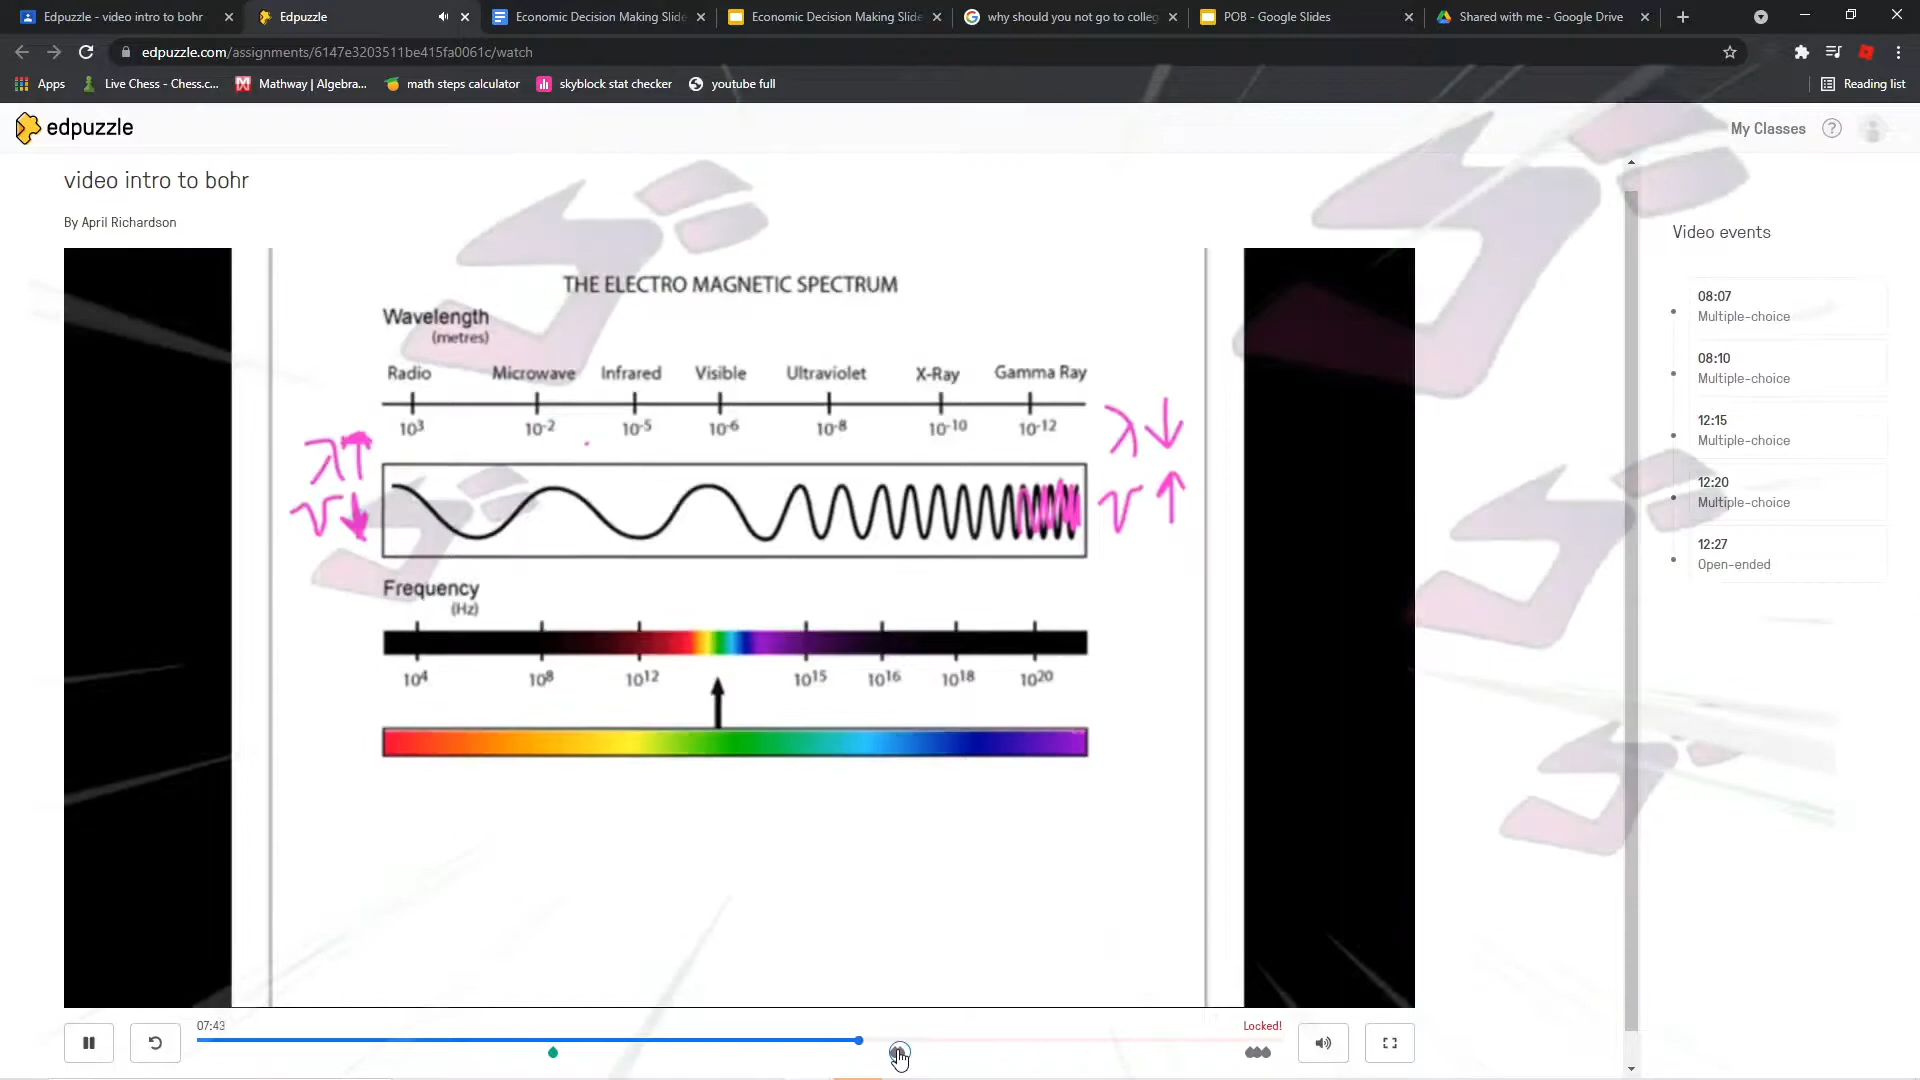 Edpuzzle - video intro to bohr
Edpuzzle
Economic Decision Making Slide
Economic Decision Making Slide
why should you not go to colleg
POB - Google Slides
Shared with me - Google Drive
edpuzzle.com/assignments/6147e3203511be415fa0061c/watch
Apps
Live Chess - Chess.c...
Mathway | Algebra...
math steps calculator
skyblock stat checker
youtube full
Reading list
edpuzzle
My Classes
?
video intro to bohr
By April Richardson
Video events
08:07
Multiple-choice
08:10
Multiple-choice
12:15
Multiple-choice
12:20
Multiple-choice
12:27
Open-ended
THE ELECTRO MAGNETIC SPECTRUM
Wavelength
(metres)
Radio Microwave Infrared Visible Ultraviolet X-Ray Gamma Ray
10³ 10⁻² 10⁻⁵ 10⁻⁶ 10⁻⁸ 10⁻¹⁰ 10⁻¹²
λ↑ λ↓
ν↓ ν↑
Frequency
(Hz)
10⁴ 10⁸ 10¹² 10¹⁵ 10¹⁶ 10¹⁸ 10²⁰
07:43
Locked!